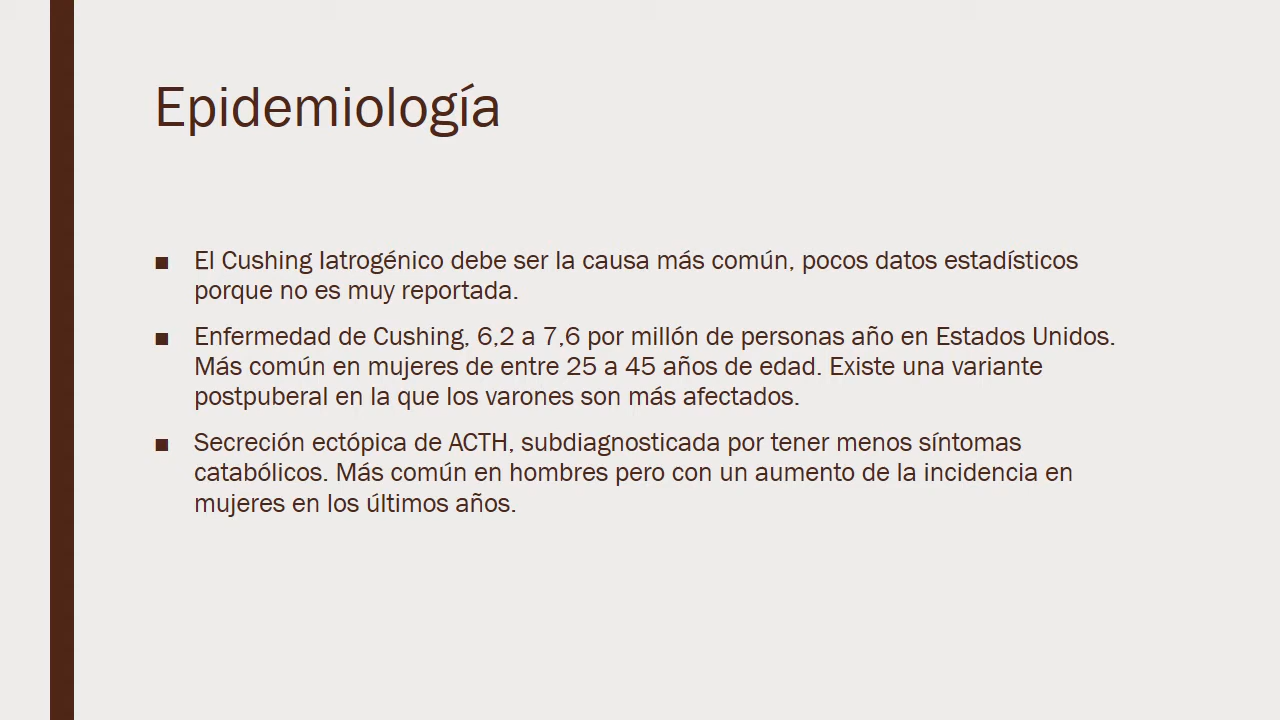 Epidemiología
■ El Cushing Iatrogénico debe ser la causa más común, pocos datos estadísticos
porque no es muy reportada.
■ Enfermedad de Cushing, 6,2 a 7,6 por millón de personas año en Estados Unidos.
Más común en mujeres de entre 25 a 45 años de edad. Existe una variante
postpuberal en la que los varones son más afectados.
■ Secreción ectópica de ACTH, subdiagnosticada por tener menos síntomas
catabólicos. Más común en hombres pero con un aumento de la incidencia en
mujeres en los últimos años.